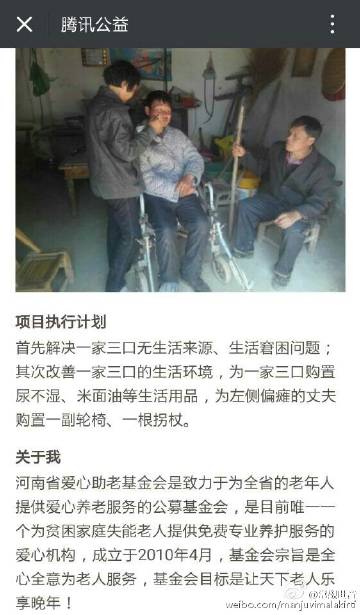 腾讯公益
项目执行计划
首先解决一家三口无生活来源、生活窘困问题；
其次改善一家三口的生活环境，为一家三口购置
尿不湿、米面油等生活用品，为左侧偏瘫的丈夫
购置一副轮椅、一根拐杖。
关于我
河南省爱心助老基金会是致力于为全省的老年人
提供爱心养老服务的公募基金会，是目前唯一一
个为贫困家庭失能老人提供免费专业养护服务的
爱心机构，成立于2010年4月，基金会宗旨是全
心全意为老人服务，基金会目标是让天下老人乐
享晚年！
weibo.com/manjuvimalakirti